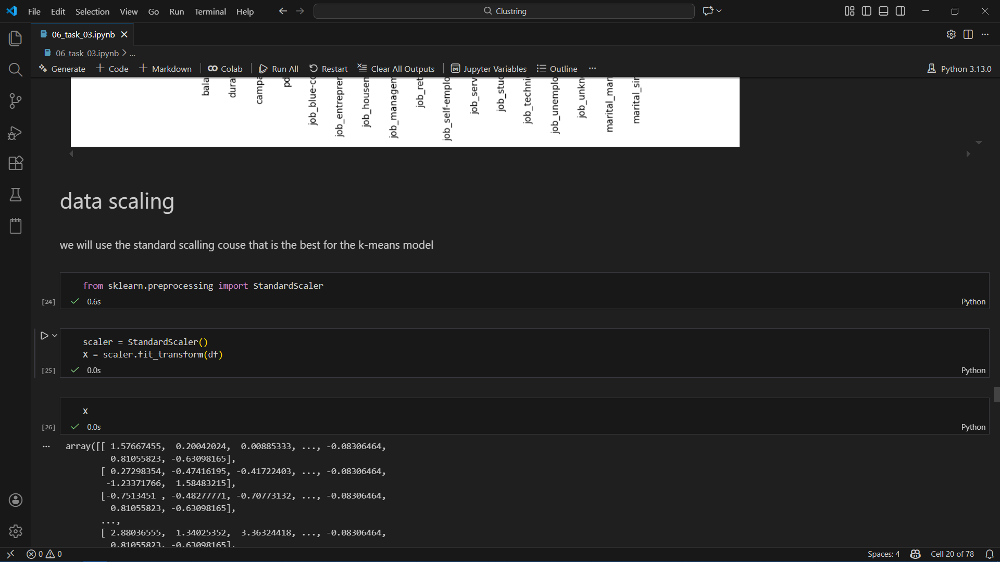 File Edit Selection View Go Run Terminal Help
Clustring
06_task_03.ipynb
06_task_03.ipynb > ...
Generate + Code + Markdown Colab Run All Restart Clear All Outputs Jupyter Variables Outline ... Python 3.13.0
bala
dura
campa
pd
job_blue-co
job_entrepren
job_housem
job_managem
job_ret
job_self-emplo
job_serv
job_stud
job_techni
job_unemplo
job_unkn
marital_mar
marital_sin
data scaling
we will use the standard scalling couse that is the best for the k-means model
from sklearn.preprocessing import StandardScaler
[24] 0.6s Python
scaler = StandardScaler()
X = scaler.fit_transform(df)
[25] 0.0s Python
X
[26] 0.0s Python
... array([[ 1.57667455, 0.20042024, 0.00885333, ..., -0.08306464,
0.81055823, -0.63098165],
[ 0.27298354, -0.47416195, -0.41722403, ..., -0.08306464,
-1.23371766, 1.58483215],
[-0.7513451 , -0.48277771, -0.70773132, ..., -0.08306464,
0.81055823, -0.63098165],
...,
[ 2.88036555, 1.34025352, 3.36324418, ..., -0.08306464,
0.81055823, -0.63098165],
0 0 Spaces: 4 Cell 20 of 78